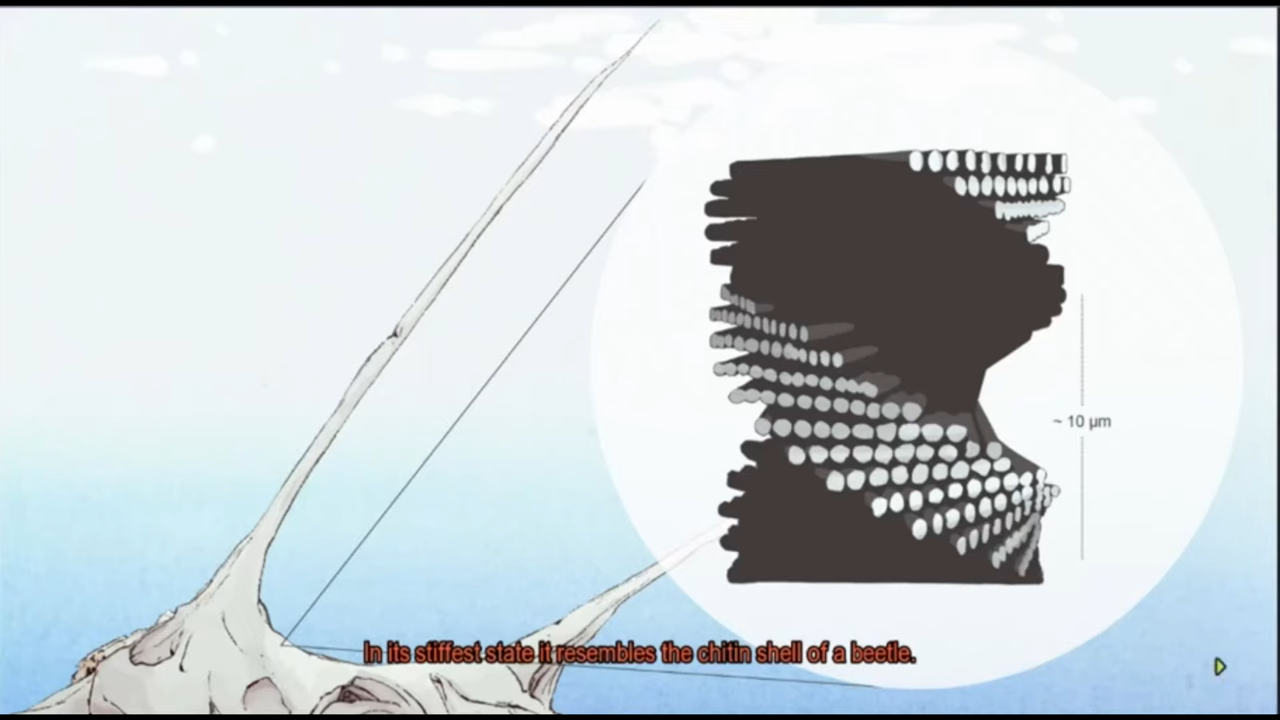 ~ 10 µm
In its stiffest state it resembles the chitin shell of a beetle.